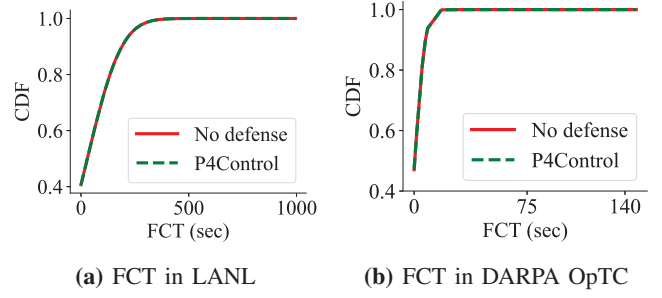 CDF
1.0
0.8
0.6
0.4
No defense
P4Control
0
500
1000
FCT (sec)
(a) FCT in LANL
CDF
1.0
0.8
0.6
0.4
No defense
P4Control
0
75
140
FCT (sec)
(b) FCT in DARPA OpTC